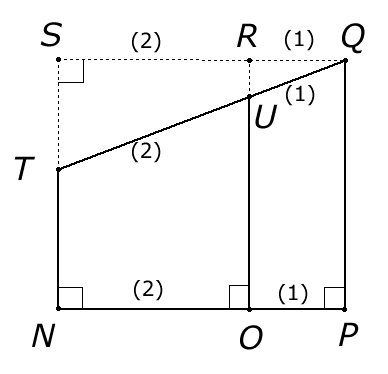 S (2) R (1) Q
(1)
U
(2)
T
(2) (1)
N O P